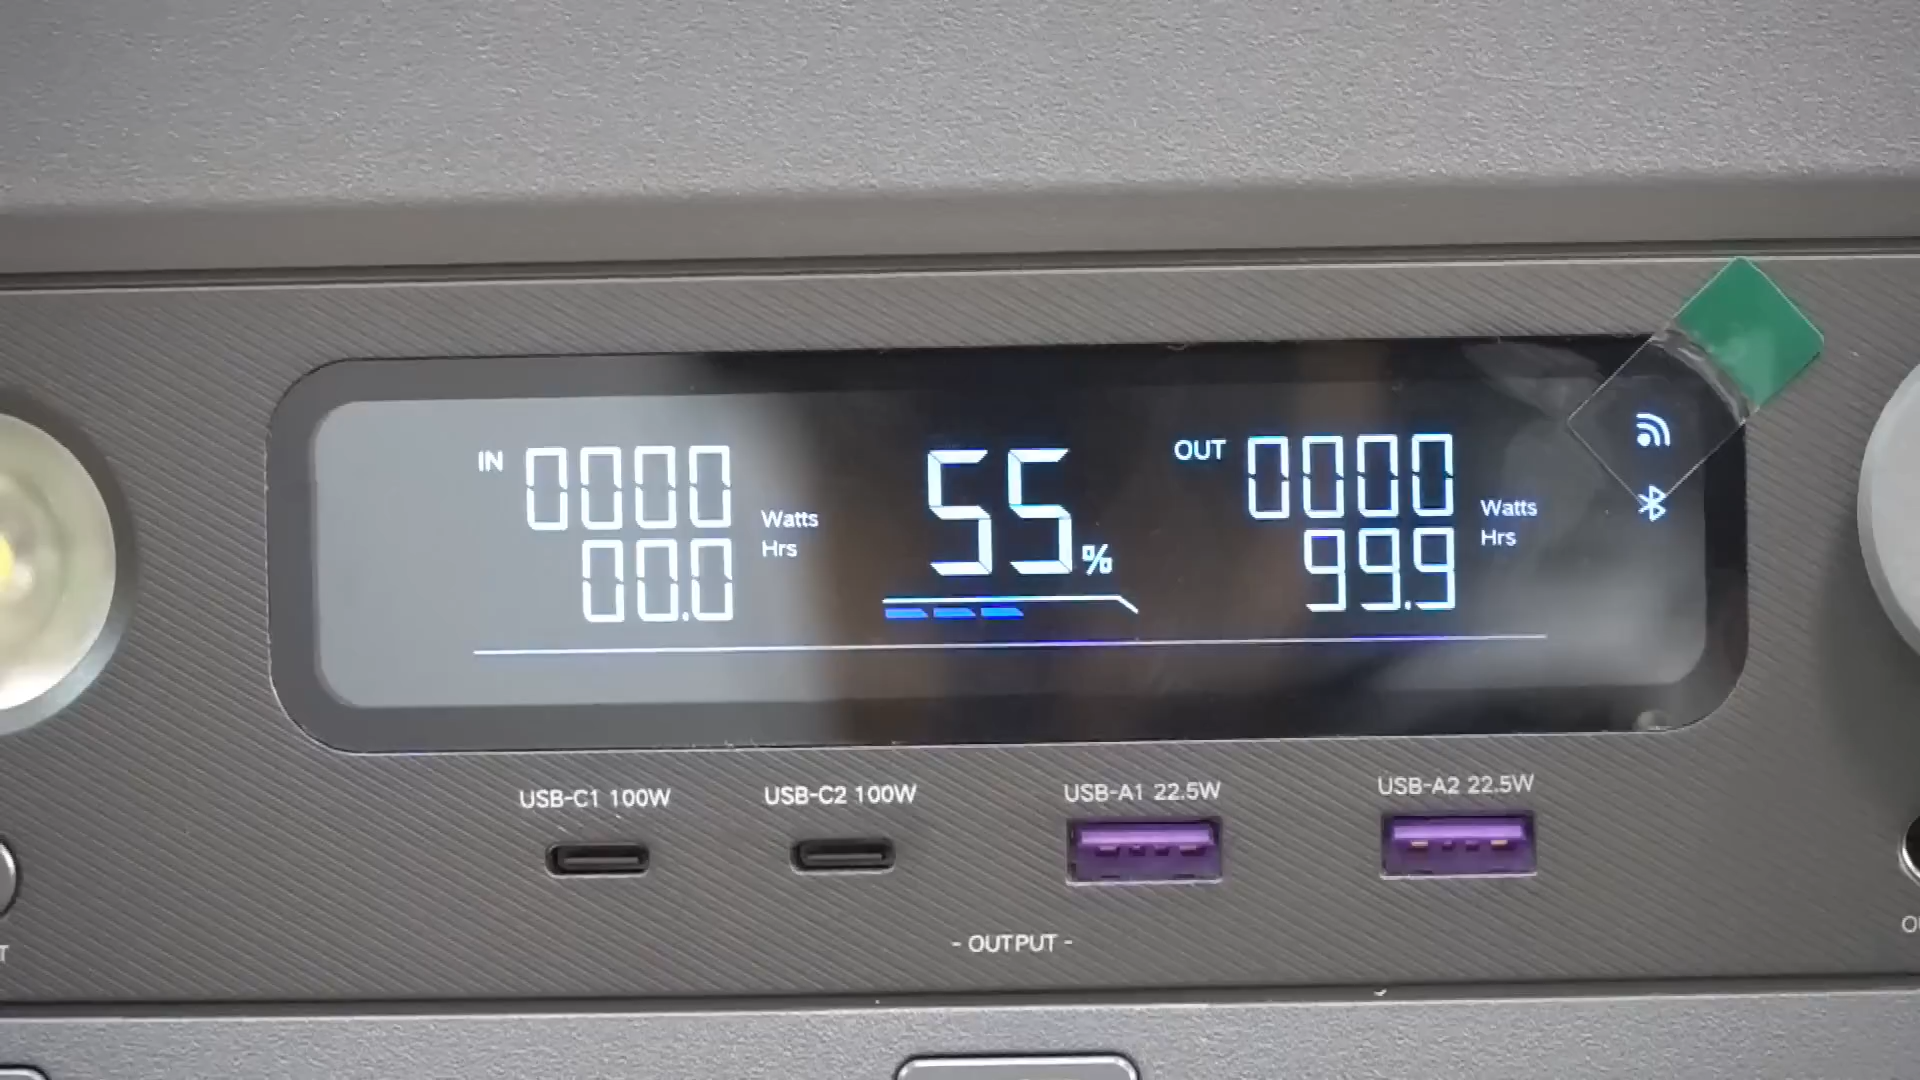 IN 0000 Watts
00.0 Hrs
55%
OUT 0000 Watts
99.9 Hrs
USB-C1 100W
USB-C2 100W
USB-A1 22.5W
USB-A2 22.5W
- OUTPUT -